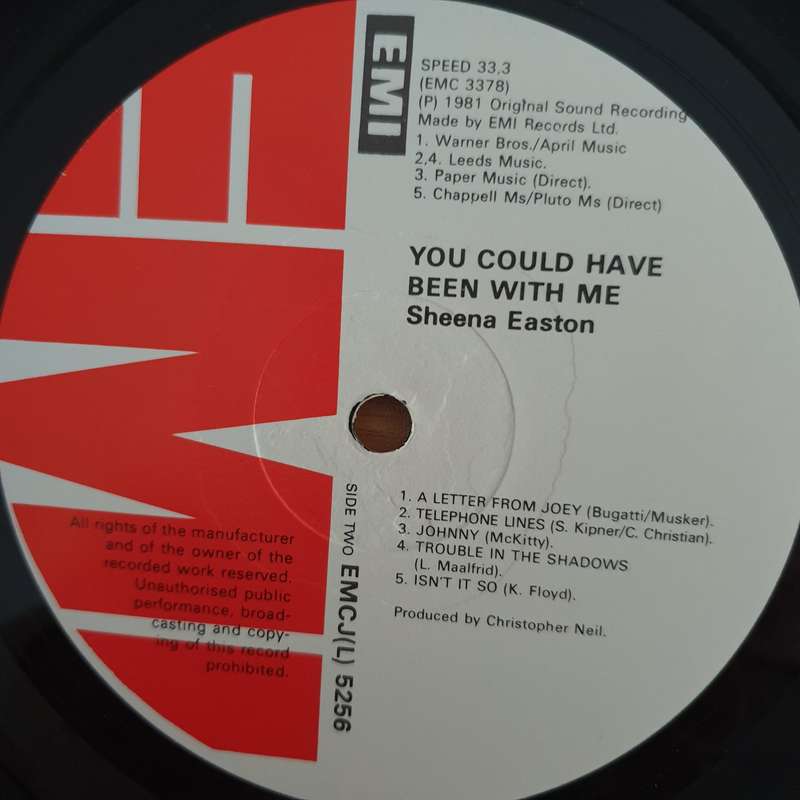 EMI
SPEED 33,3
(EMC 3378)
(P) 1981 Original Sound Recording
Made by EMI Records Ltd.
1. Warner Bros./April Music
2,4. Leeds Music.
3. Paper Music (Direct).
5. Chappell Ms/Pluto Ms (Direct)
YOU COULD HAVE
BEEN WITH ME
Sheena Easton
1. A LETTER FROM JOEY (Bugatti/Musker).
2. TELEPHONE LINES (S. Kipner/C. Christian).
3. JOHNNY (McKitty).
4. TROUBLE IN THE SHADOWS
(L. Maalfrid).
5. ISN'T IT SO (K. Floyd).
Produced by Christopher Neil.
SIDE TWO EMCJ(L) 5256
All rights of the manufacturer
and of the owner of the
recorded work reserved.
Unauthorised public
performance, broad-
casting and copy-
ing of this record
prohibited.